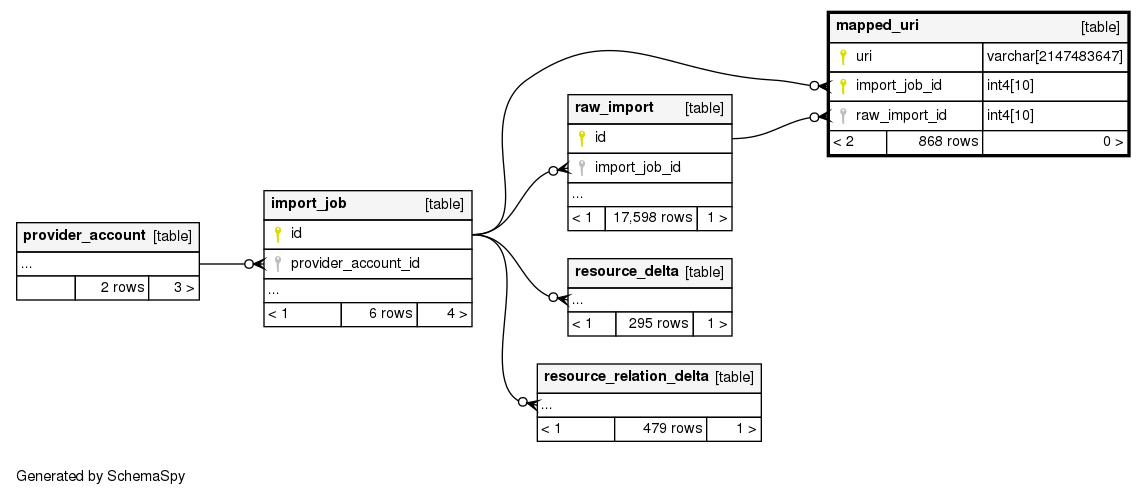 mapped_uri [table]
uri varchar[2147483647]
import_job_id int4[10]
raw_import_id int4[10]
< 2 868 rows 0 >
raw_import [table]
id
import_job_id
...
< 1 17,598 rows 1 >
import_job [table]
id
provider_account_id
...
< 1 6 rows 4 >
provider_account [table]
...
2 rows 3 >
resource_delta [table]
...
< 1 295 rows 1 >
resource_relation_delta [table]
...
< 1 479 rows 1 >
Generated by SchemaSpy